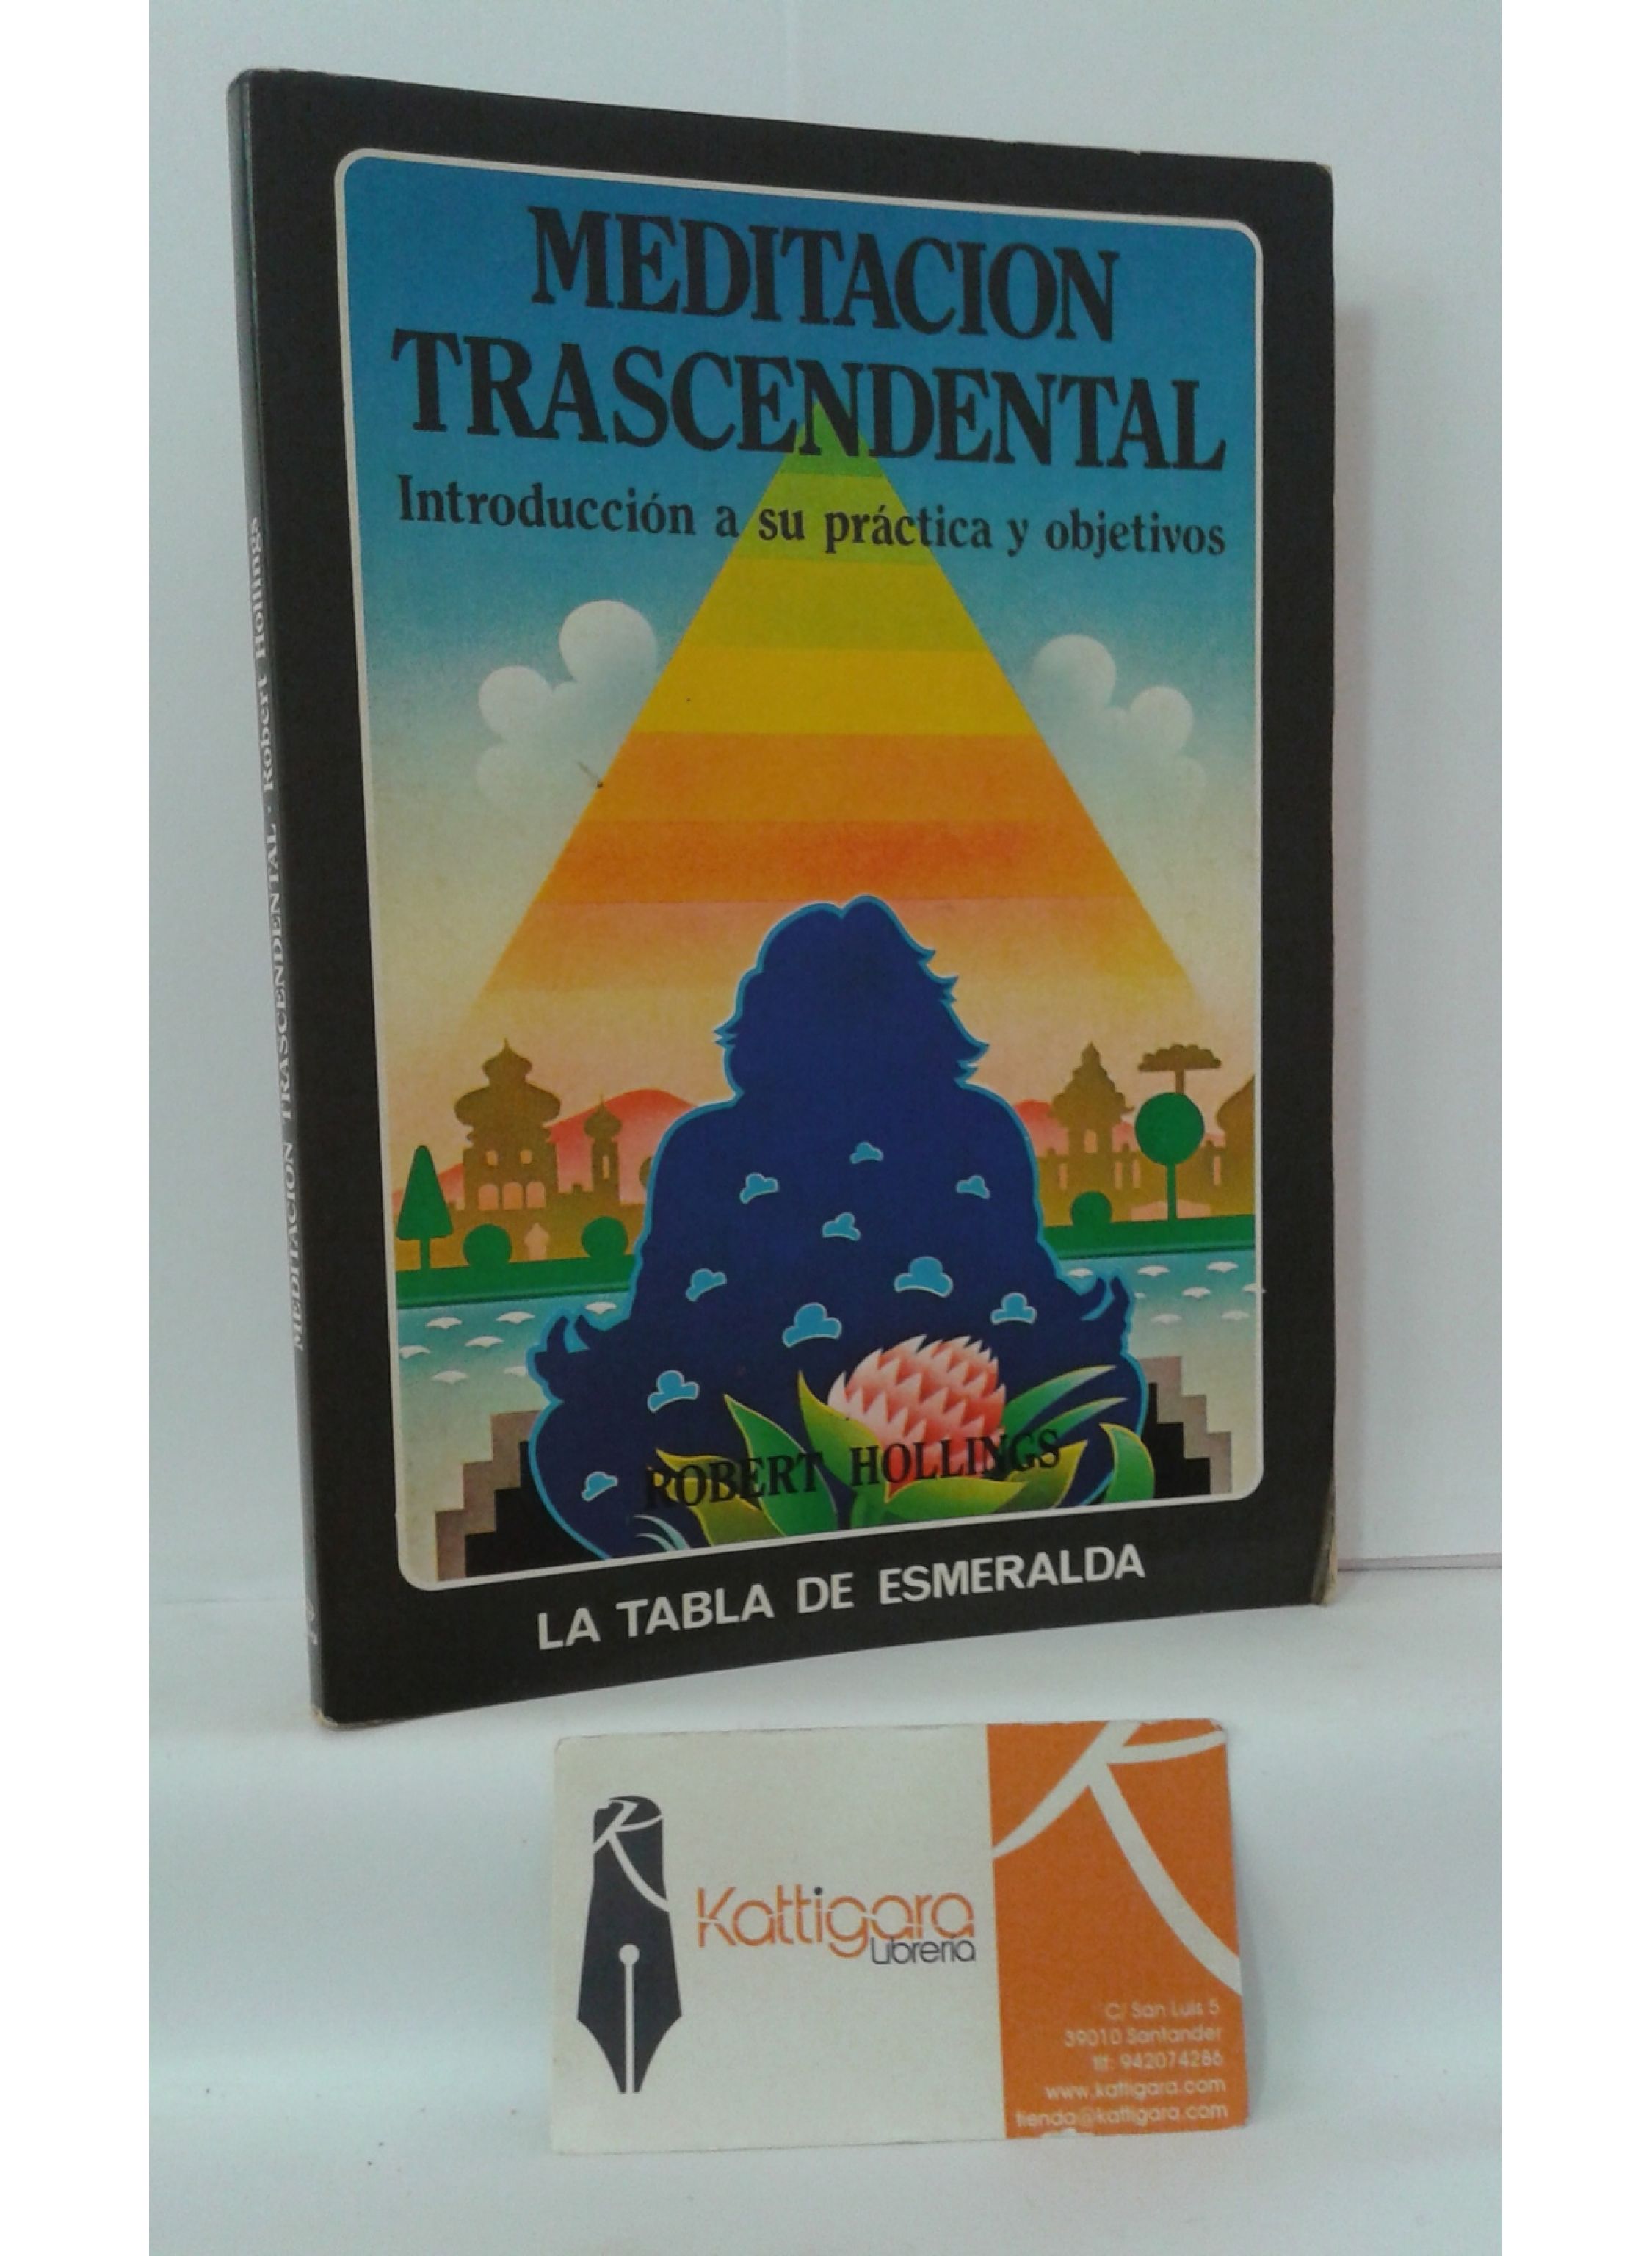 MEDITACION
TRASCENDENTAL
Introducción a su práctica y objetivos
ROBERT HOLLINGS
LA TABLA DE ESMERALDA
MEDITACION TRASCENDENTAL · Robert Hollings
Kattigara
Librería
C/ San Luis 5
39010 Santander
tlf: 942074286
www.kattigara.com
tienda@kattigara.com